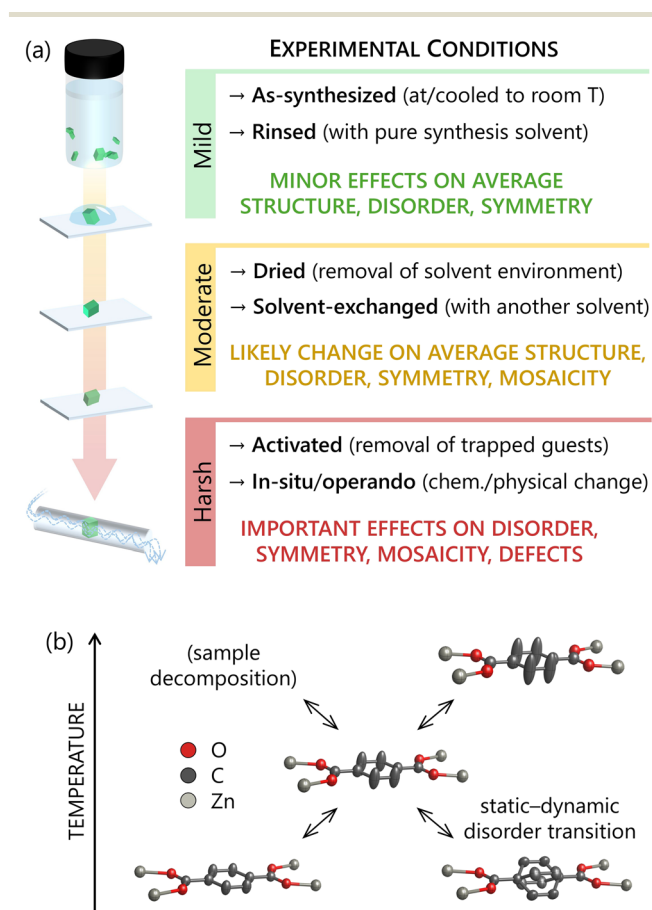 (a)
EXPERIMENTAL CONDITIONS
Mild
→ As-synthesized (at/cooled to room T)
→ Rinsed (with pure synthesis solvent)
MINOR EFFECTS ON AVERAGE
STRUCTURE, DISORDER, SYMMETRY
Moderate
→ Dried (removal of solvent environment)
→ Solvent-exchanged (with another solvent)
LIKELY CHANGE ON AVERAGE STRUCTURE,
DISORDER, SYMMETRY, MOSAICITY
Harsh
→ Activated (removal of trapped guests)
→ In-situ/operando (chem./physical change)
IMPORTANT EFFECTS ON DISORDER,
SYMMETRY, MOSAICITY, DEFECTS
(b)
TEMPERATURE
(sample
decomposition)
O
C
Zn
static–dynamic
disorder transition